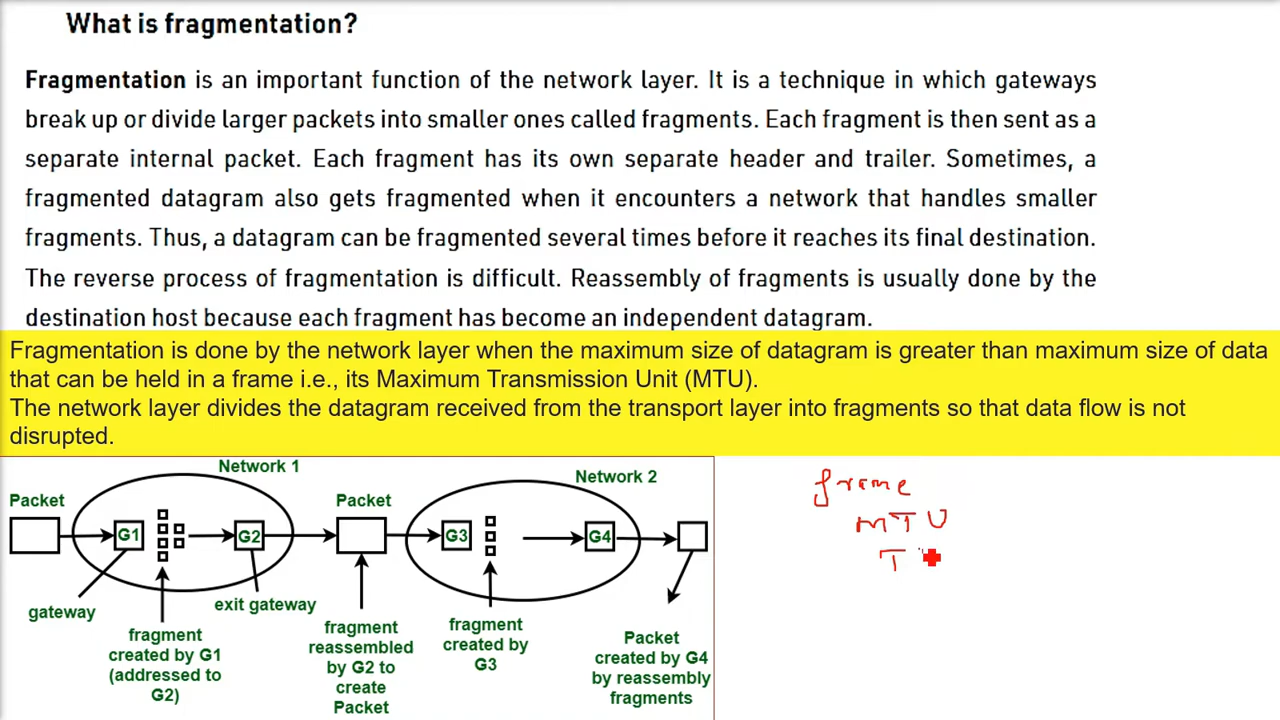 What is fragmentation?
Fragmentation is an important function of the network layer. It is a technique in which gateways
break up or divide larger packets into smaller ones called fragments. Each fragment is then sent as a
separate internal packet. Each fragment has its own separate header and trailer. Sometimes, a
fragmented datagram also gets fragmented when it encounters a network that handles smaller
fragments. Thus, a datagram can be fragmented several times before it reaches its final destination.
The reverse process of fragmentation is difficult. Reassembly of fragments is usually done by the
destination host because each fragment has become an independent datagram.
Fragmentation is done by the network layer when the maximum size of datagram is greater than maximum size of data
that can be held in a frame i.e., its Maximum Transmission Unit (MTU).
The network layer divides the datagram received from the transport layer into fragments so that data flow is not
disrupted.
Network 1
Network 2
Packet
Packet
G1
G2
G3
G4
gateway
exit gateway
fragment
created by G1
(addressed to
G2)
fragment
reassembled
by G2 to
create
Packet
fragment
created by
G3
Packet
created by G4
by reassembly
fragments
frame
MTU
T